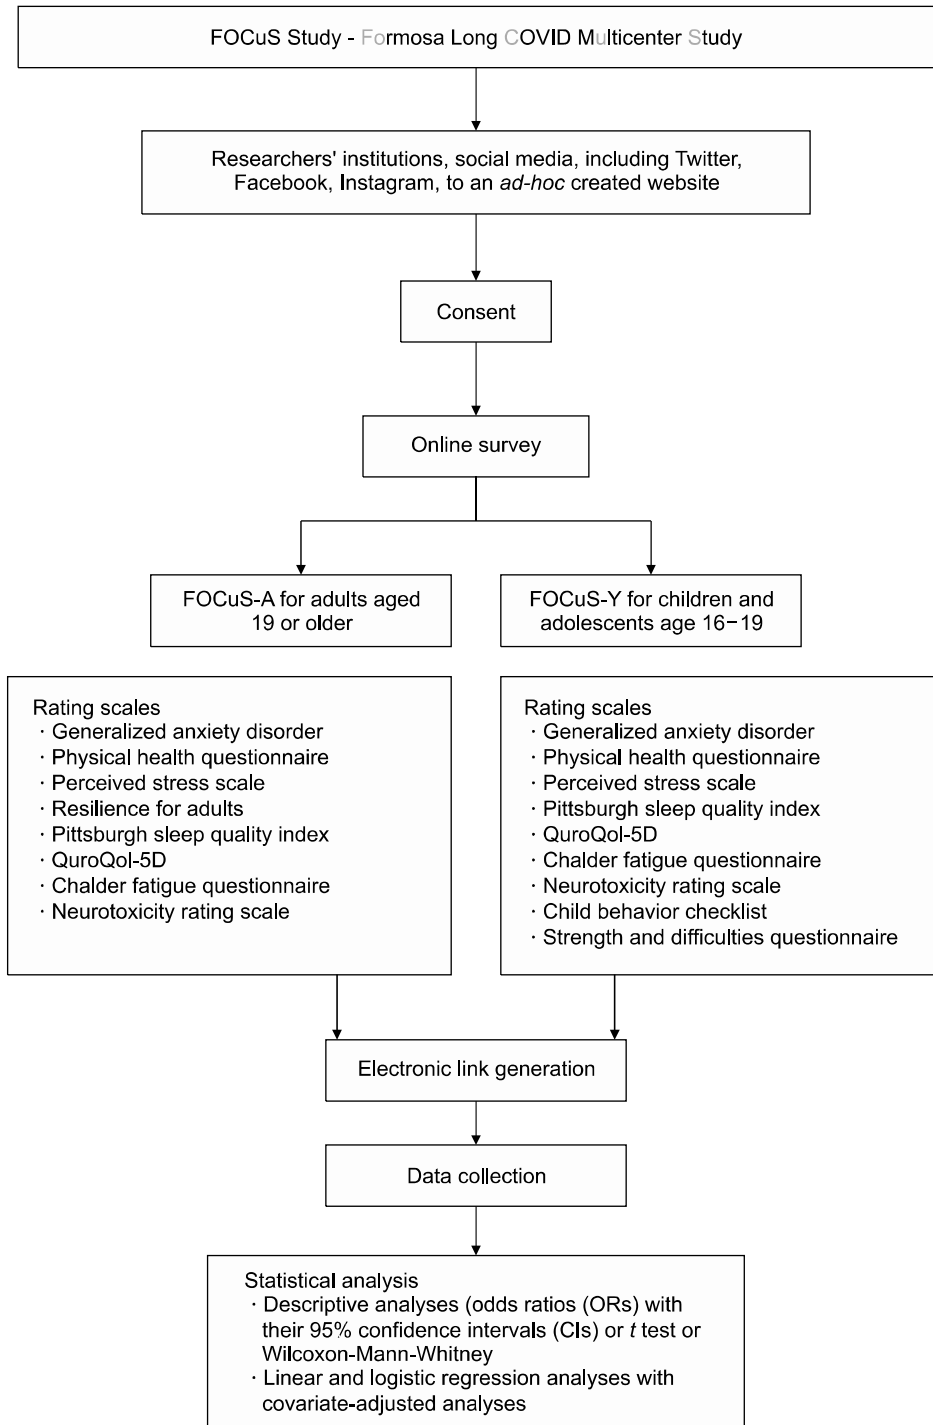 FOCuS Study - Formosa Long COVID Multicenter Study
Researchers' institutions, social media, including Twitter,
Facebook, Instagram, to an ad-hoc created website
Consent
Online survey
FOCuS-A for adults aged
19 or older
FOCuS-Y for children and
adolescents age 16−19
Rating scales
· Generalized anxiety disorder
· Physical health questionnaire
· Perceived stress scale
· Resilience for adults
· Pittsburgh sleep quality index
· QuroQol-5D
· Chalder fatigue questionnaire
· Neurotoxicity rating scale
Rating scales
· Generalized anxiety disorder
· Physical health questionnaire
· Perceived stress scale
· Pittsburgh sleep quality index
· QuroQol-5D
· Chalder fatigue questionnaire
· Neurotoxicity rating scale
· Child behavior checklist
· Strength and difficulties questionnaire
Electronic link generation
Data collection
Statistical analysis
· Descriptive analyses (odds ratios (ORs) with
their 95% confidence intervals (CIs) or t test or
Wilcoxon-Mann-Whitney
· Linear and logistic regression analyses with
covariate-adjusted analyses